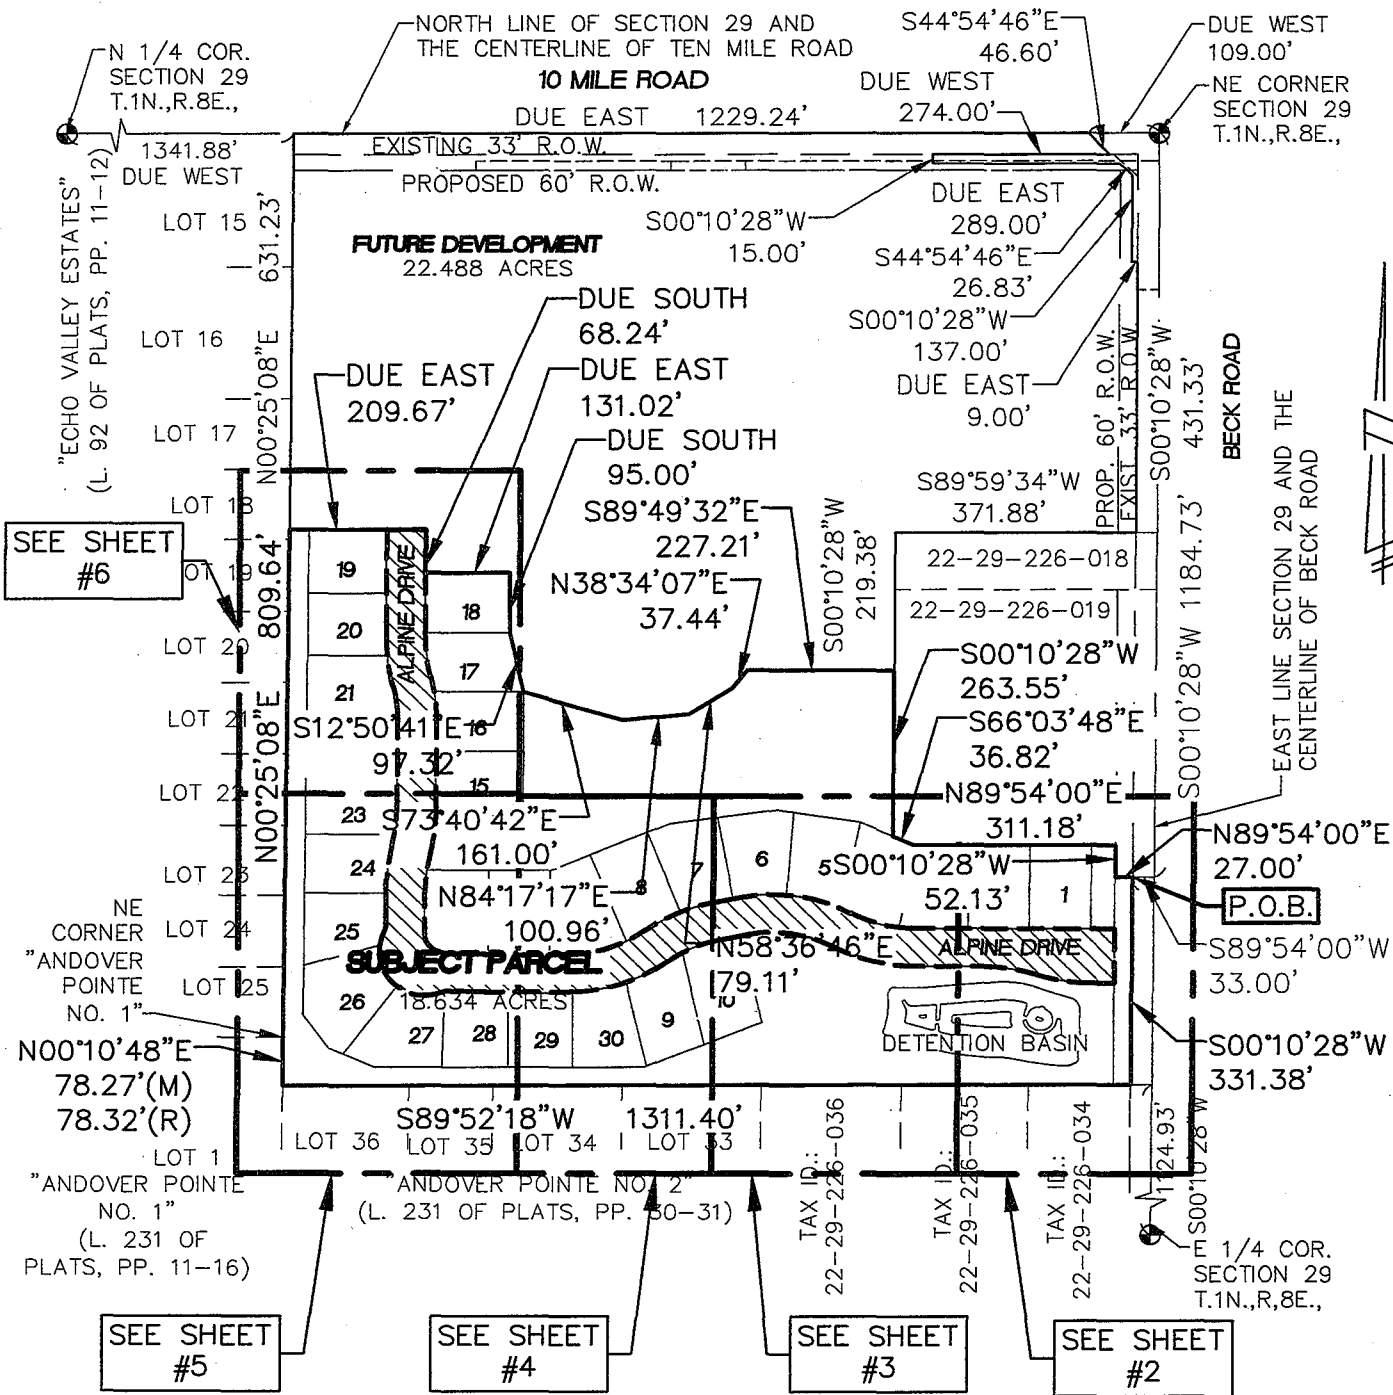 NORTH LINE OF SECTION 29 AND
THE CENTERLINE OF TEN MILE ROAD
10 MILE ROAD
S44°54'46"E
46.60'
DUE WEST
109.00'
N 1/4 COR.
SECTION 29
T.1N.,R.8E.,
DUE WEST
274.00'
NE CORNER
SECTION 29
T.1N.,R.8E.,
DUE EAST 1229.24'
1341.88'
DUE WEST
EXISTING 33' R.O.W.
PROPOSED 60' R.O.W.
"ECHO VALLEY ESTATES"
(L. 92 OF PLATS, PP. 11-12)
LOT 15
631.23'
N00°25'08"E
FUTURE DEVELOPMENT
22.488 ACRES
S00°10'28"W
15.00'
DUE EAST
289.00'
S44°54'46"E
26.83'
S00°10'28"W
137.00'
DUE EAST
9.00'
LOT 16
LOT 17
LOT 18
DUE SOUTH
68.24'
DUE EAST
209.67'
DUE EAST
131.02'
DUE SOUTH
95.00'
S89°49'32"E
227.21'
N38°34'07"E
37.44'
S00°10'28"W
219.38'
S89°59'34"W
371.88'
PROP. 60' R.O.W.
EXIST. 33' R.O.W.
S00°10'28"W
431.33'
BECK ROAD
EAST LINE SECTION 29 AND THE
CENTERLINE OF BECK ROAD
S00°10'28"W 1184.73'
SEE SHEET
#6
LOT 19
809.64'
N00°25'08"E
19
ALPINE DRIVE
18
22-29-226-018
22-29-226-019
LOT 20
20
17
LOT 21
21
16
S12°50'41"E
97.32'
15
S00°10'28"W
263.55'
S66°03'48"E
36.82'
N89°54'00"E
311.18'
LOT 22
23
S73°40'42"E
161.00'
LOT 23
24
N84°17'17"E
100.96'
8
7
6
5
S00°10'28"W
52.13'
1
N89°54'00"E
27.00'
P.O.B.
S89°54'00"W
33.00'
NE
CORNER
"ANDOVER
POINTE
NO. 1"
LOT 24
25
LOT 25
SUBJECT PARCEL
18.634 ACRES
N58°36'46"E
79.11'
ALPINE DRIVE
10
26
27
28
29
30
9
DETENTION BASIN
N00°10'48"E
78.27'(M)
78.32'(R)
S00°10'28"W
331.38'
S89°52'18"W 1311.40'
LOT 36
LOT 35
LOT 34
LOT 33
LOT 1
"ANDOVER POINTE
NO. 1"
(L. 231 OF
PLATS, PP. 11-16)
"ANDOVER POINTE NO. 2"
(L. 231 OF PLATS, PP. 30-31)
TAX ID.:
22-29-226-036
TAX ID.:
22-29-226-035
TAX ID.:
22-29-226-034
1124.93'
S00°10'28"W
E 1/4 COR.
SECTION 29
T.1N.,R,8E.,
SEE SHEET
#5
SEE SHEET
#4
SEE SHEET
#3
SEE SHEET
#2